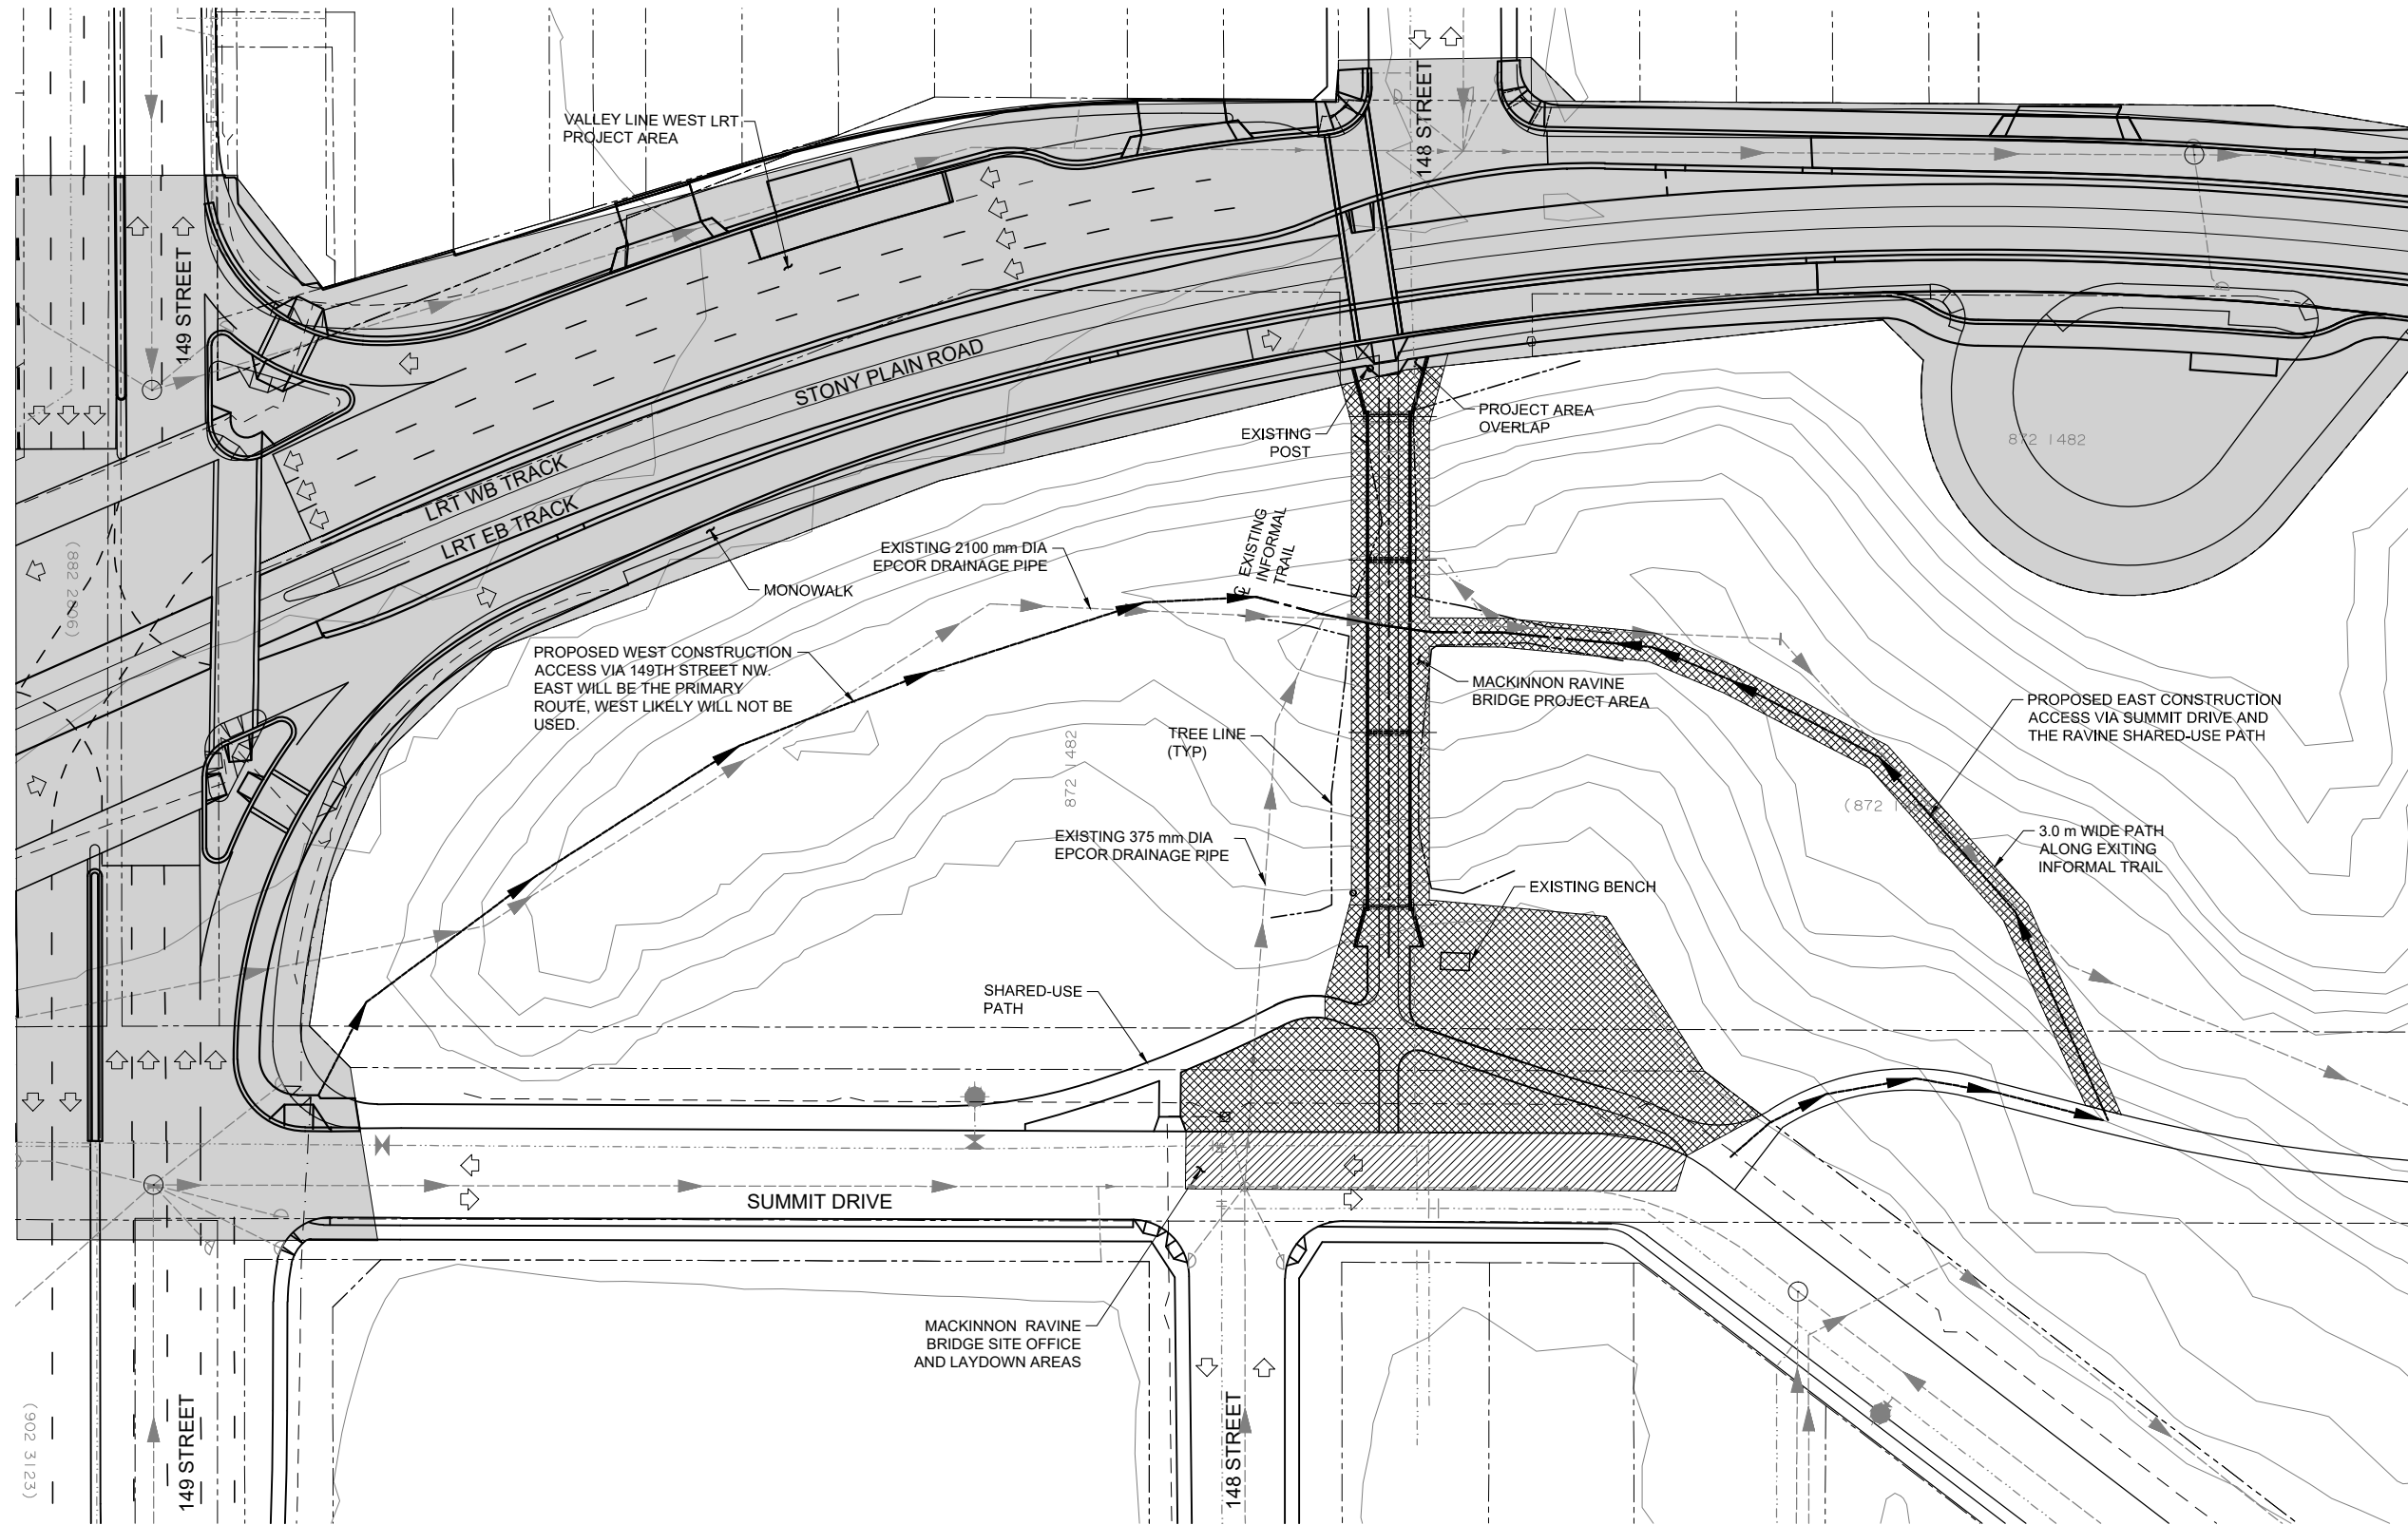 148 STREET
VALLEY LINE WEST LRT
PROJECT AREA
149 STREET
STONY PLAIN ROAD
LRT WB TRACK
LRT EB TRACK
PROJECT AREA
OVERLAP
EXISTING
POST
872 1482
(882 2806)
EXISTING 2100 mm DIA
EPCOR DRAINAGE PIPE
℄ EXISTING
INFORMAL
TRAIL
MONOWALK
PROPOSED WEST CONSTRUCTION
ACCESS VIA 149TH STREET NW.
EAST WILL BE THE PRIMARY
ROUTE, WEST LIKELY WILL NOT BE
USED.
MACKINNON RAVINE
BRIDGE PROJECT AREA
PROPOSED EAST CONSTRUCTION
ACCESS VIA SUMMIT DRIVE AND
THE RAVINE SHARED-USE PATH
TREE LINE
(TYP)
872 1482
(872
3.0 m WIDE PATH
ALONG EXITING
INFORMAL TRAIL
EXISTING 375 mm DIA
EPCOR DRAINAGE PIPE
EXISTING BENCH
SHARED-USE
PATH
SUMMIT DRIVE
MACKINNON RAVINE
BRIDGE SITE OFFICE
AND LAYDOWN AREAS
(902 3123)
149 STREET
148 STREET